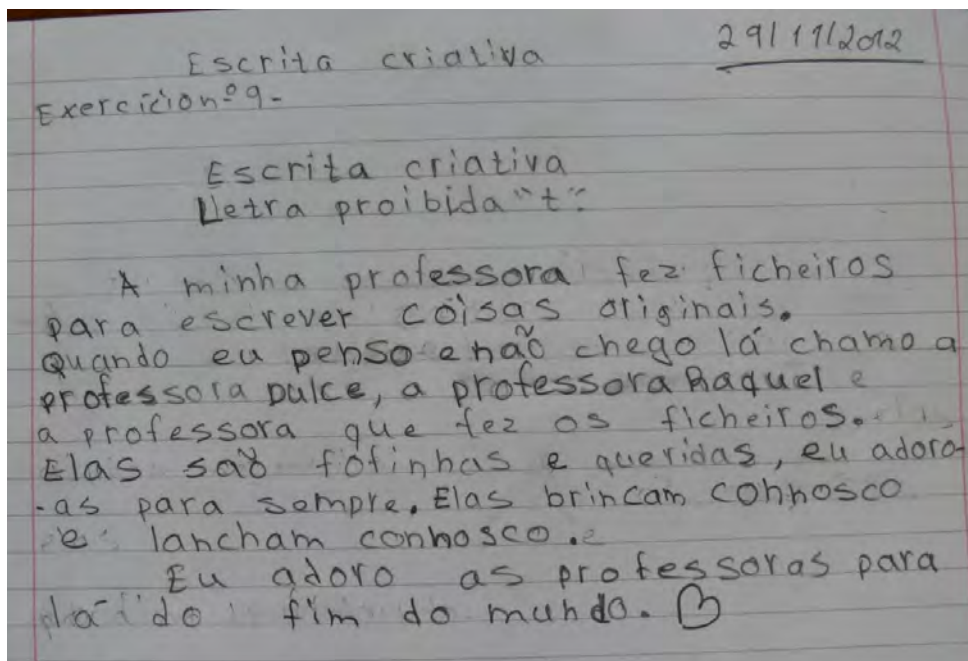 29/11/2012
Escrita criativa
Exercício nº 9-
Escrita criativa
Letra proibida "t".
A minha professora fez ficheiros
para escrever coisas originais.
Quando eu penso e não chego lá chamo a
professora Dulce, a professora Raquel e
a professora que fez os ficheiros.
Elas são fofinhas e queridas, eu adoro-
-as para sempre. Elas brincam connosco
e lancham connosco.
Eu adoro as professoras para
lá do fim do mundo.